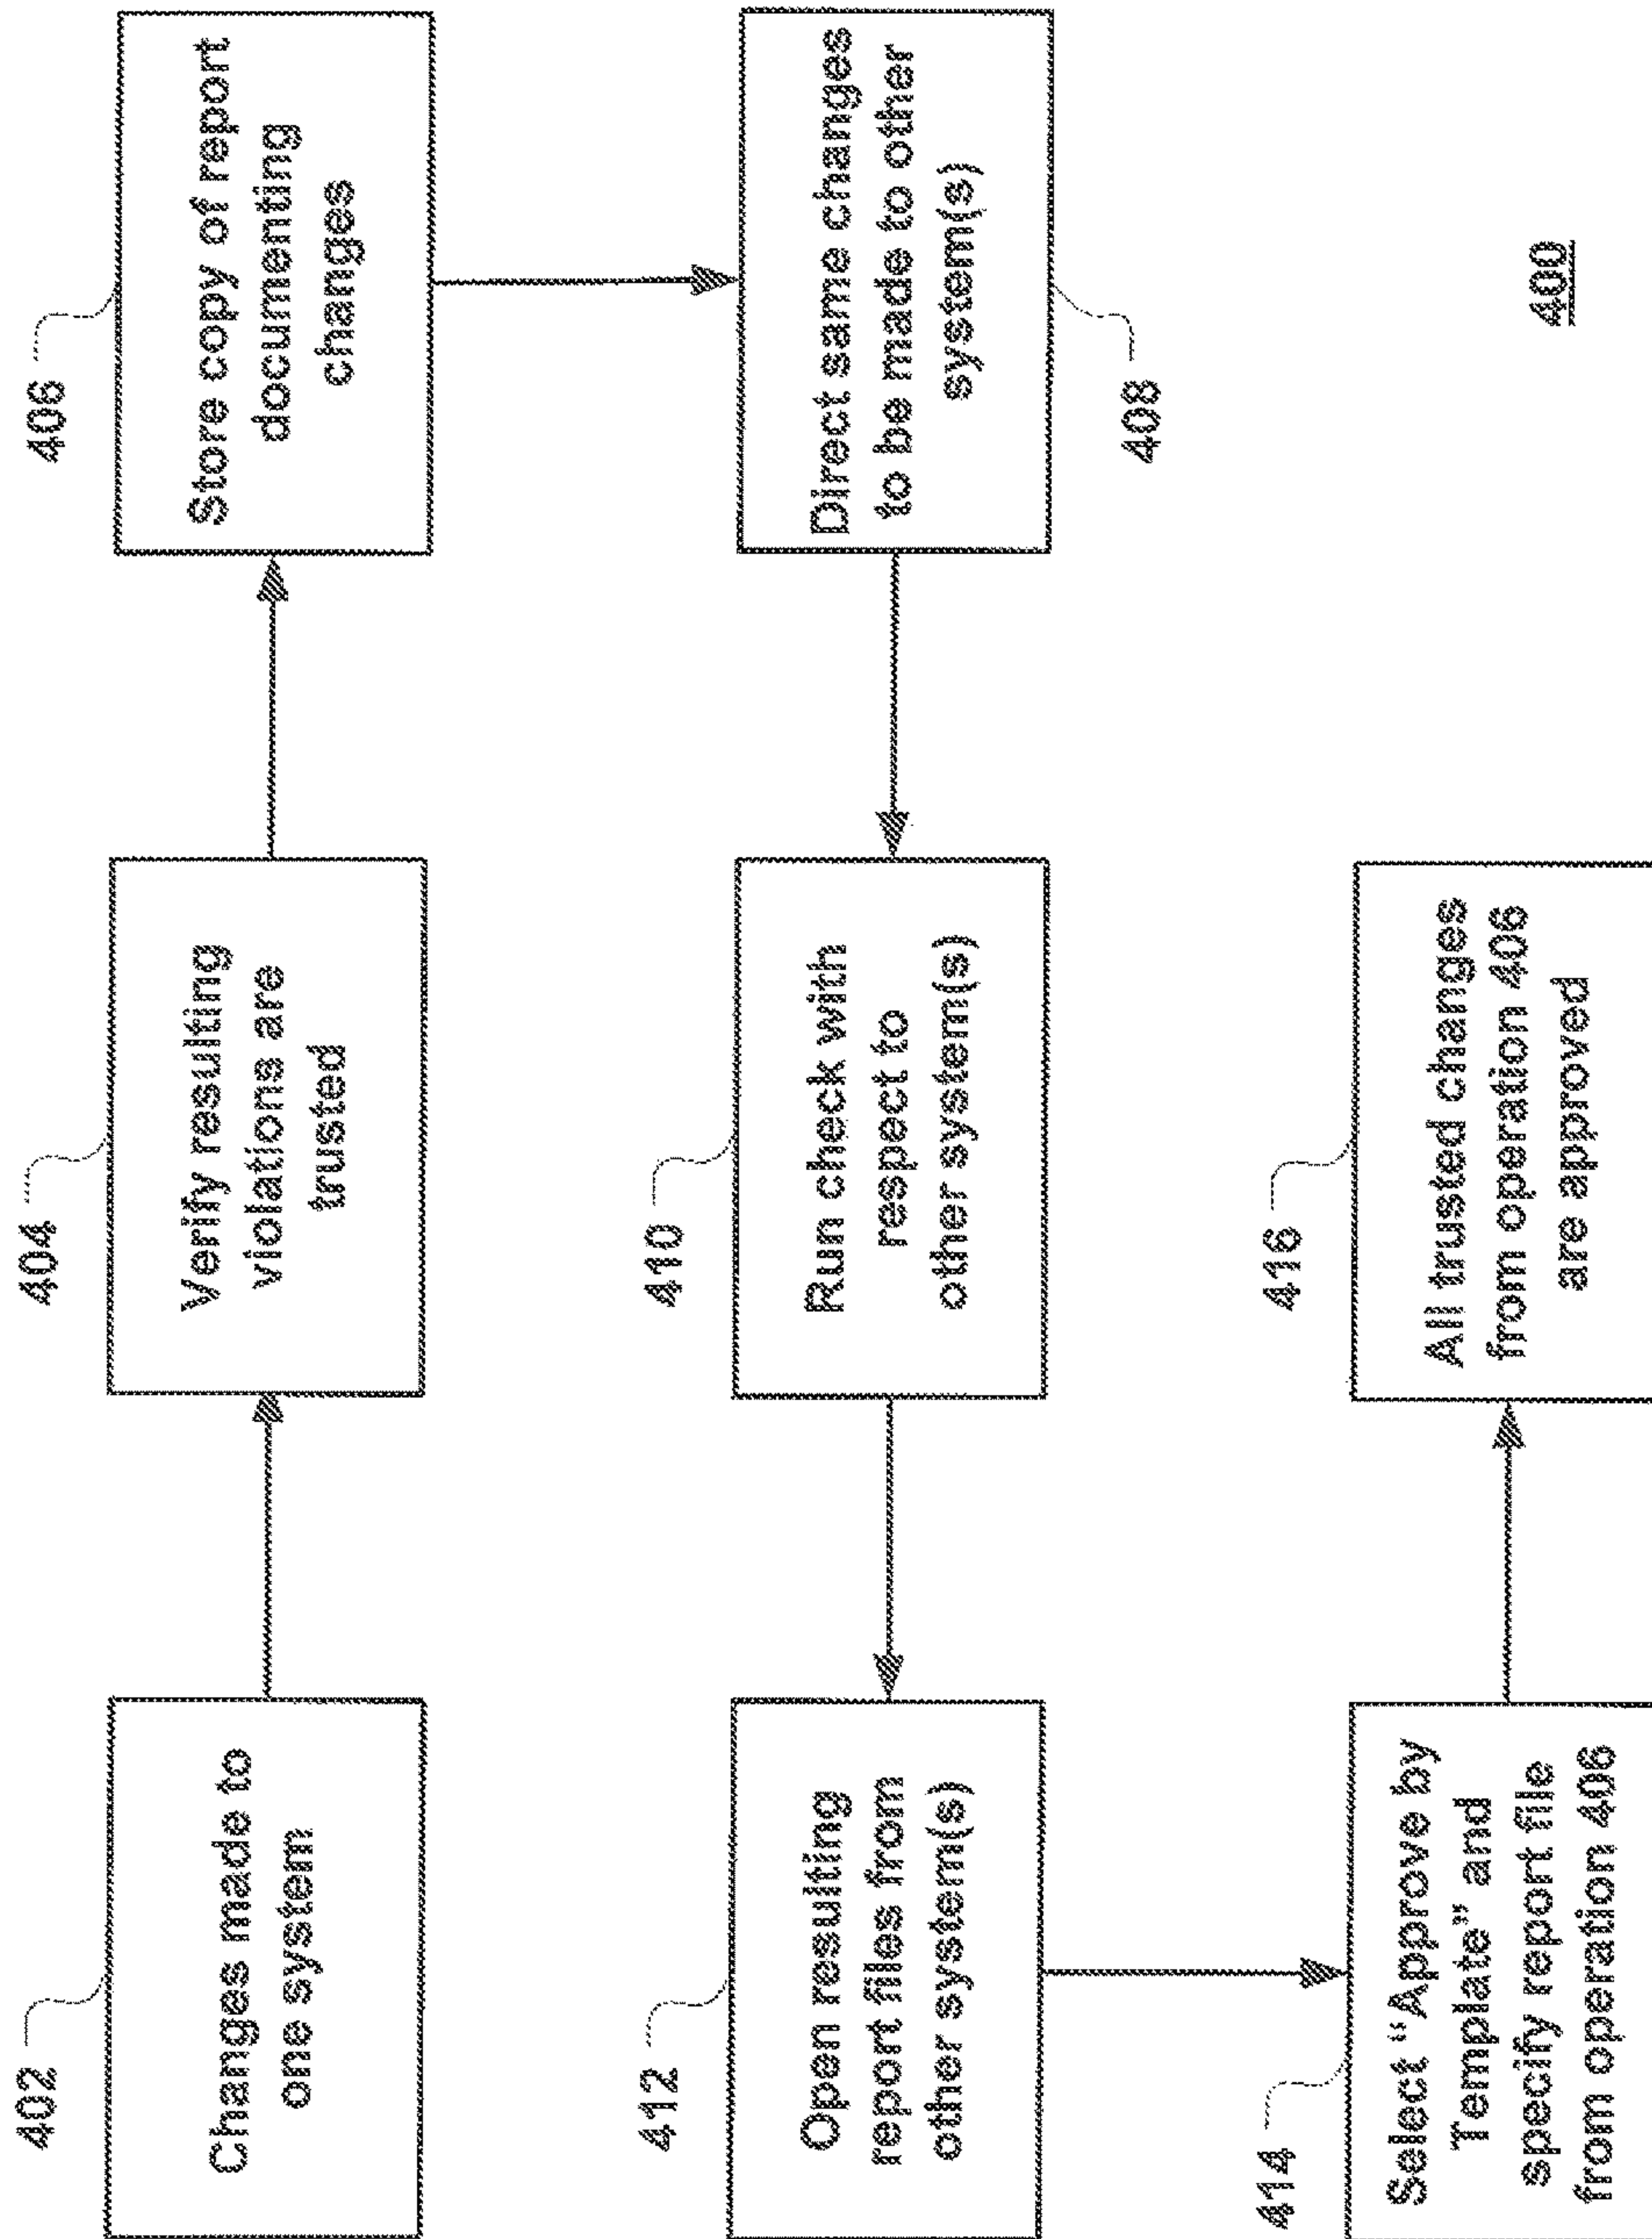 402
Changes made to
one system
404
Verify resulting
violations are
trusted
406
Store copy of report
documenting
changes
408
Direct same changes
to be made to other
system(s)
410
Run check with
respect to
other system(s)
412
Open resulting
report files from
other system(s)
414
Select “Approve by
Template” and
specify report file
from operation 406
416
All trusted changes
from operation 406
are approved
400